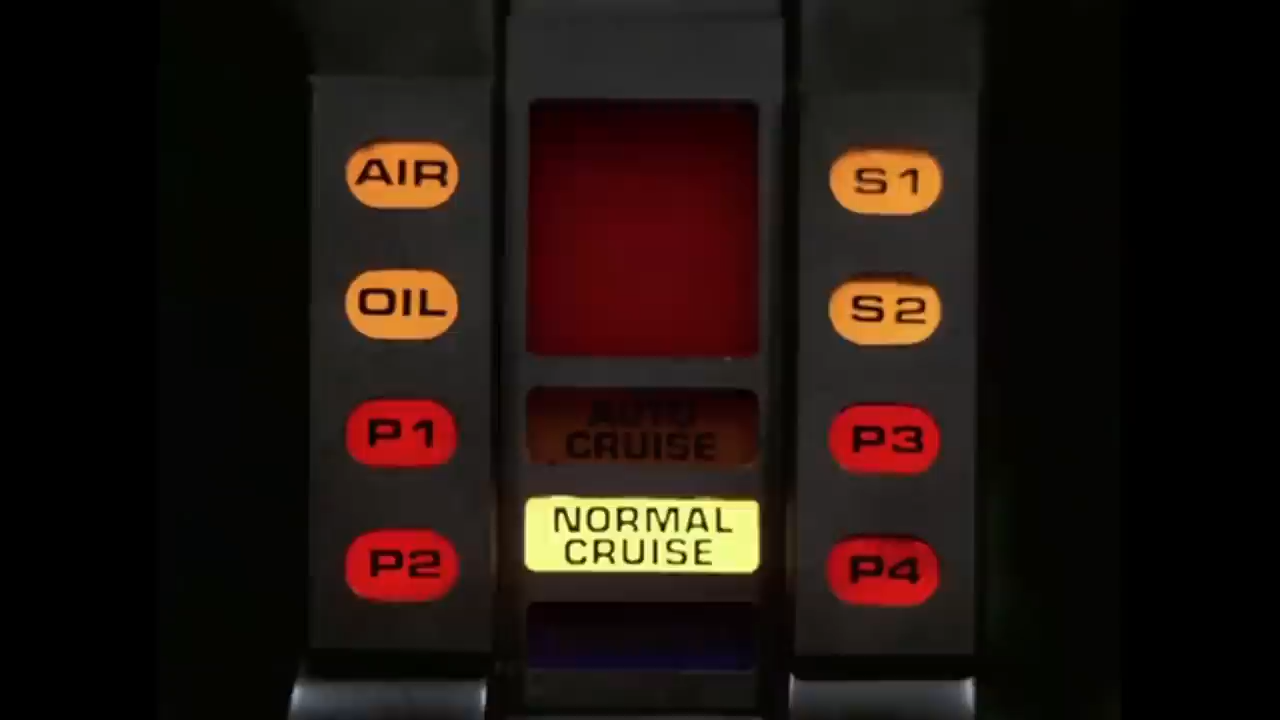 AIR
OIL
P1
P2
AUTO
CRUISE
NORMAL
CRUISE
S1
S2
P3
P4